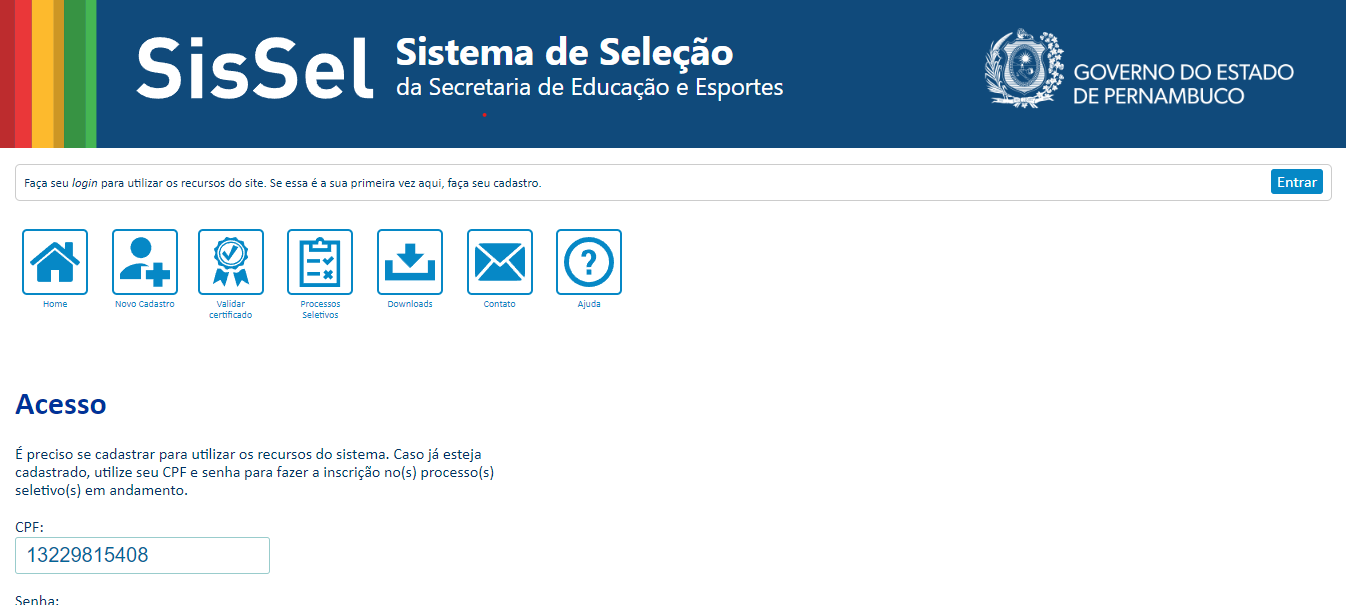 SisSel
Sistema de Seleção
da Secretaria de Educação e Esportes
GOVERNO DO ESTADO
DE PERNAMBUCO
Faça seu login para utilizar os recursos do site. Se essa é a sua primeira vez aqui, faça seu cadastro.
Entrar
Home
Novo Cadastro
Validar
certificado
Processos
Seletivos
Downloads
Contato
Ajuda
Acesso
É preciso se cadastrar para utilizar os recursos do sistema. Caso já esteja
cadastrado, utilize seu CPF e senha para fazer a inscrição no(s) processo(s)
seletivo(s) em andamento.
CPF:
13229815408
Senha: